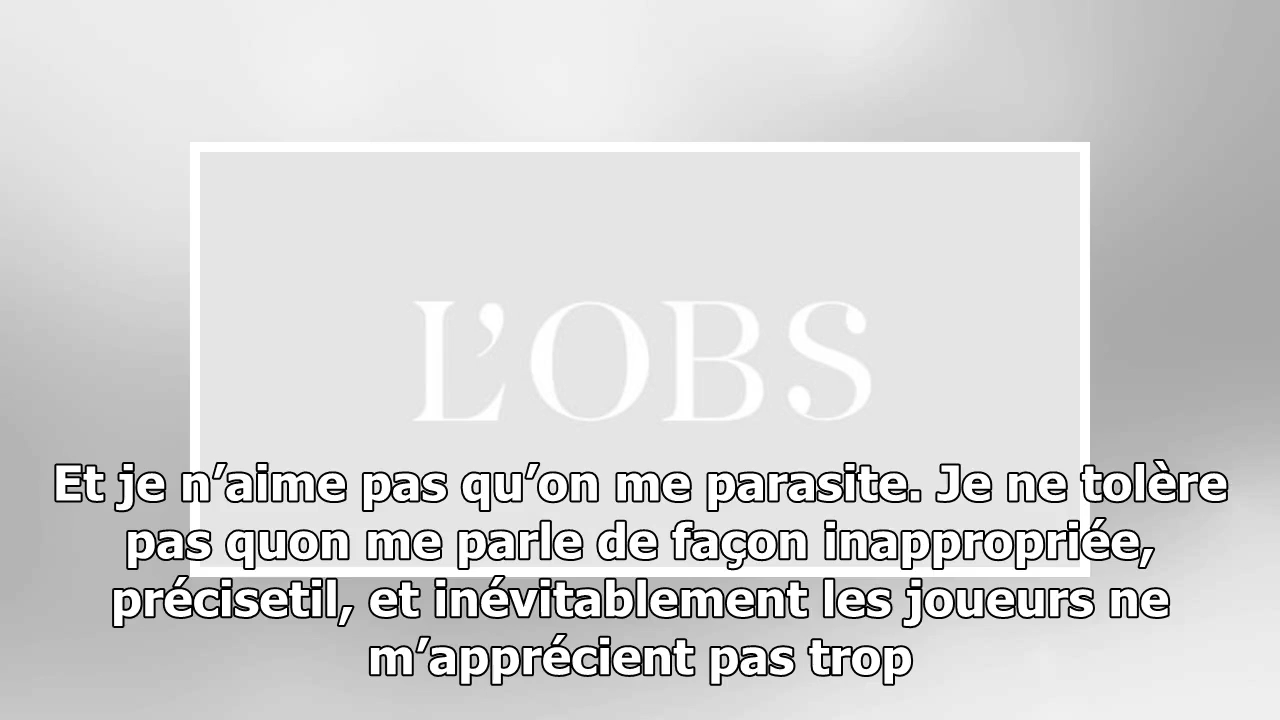 L’OBS
Et je n’aime pas qu’on me parasite. Je ne tolère
pas quon me parle de façon inappropriée,
précisetil, et inévitablement les joueurs ne
m’apprécient pas trop